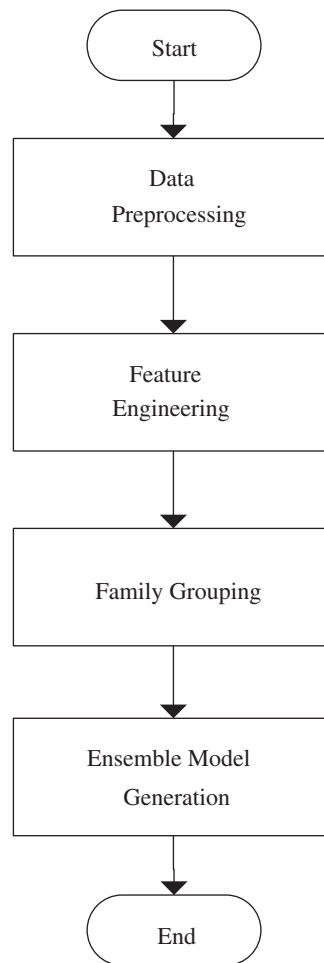 Start
Data
Preprocessing
Feature
Engineering
Family Grouping
Ensemble Model
Generation
End